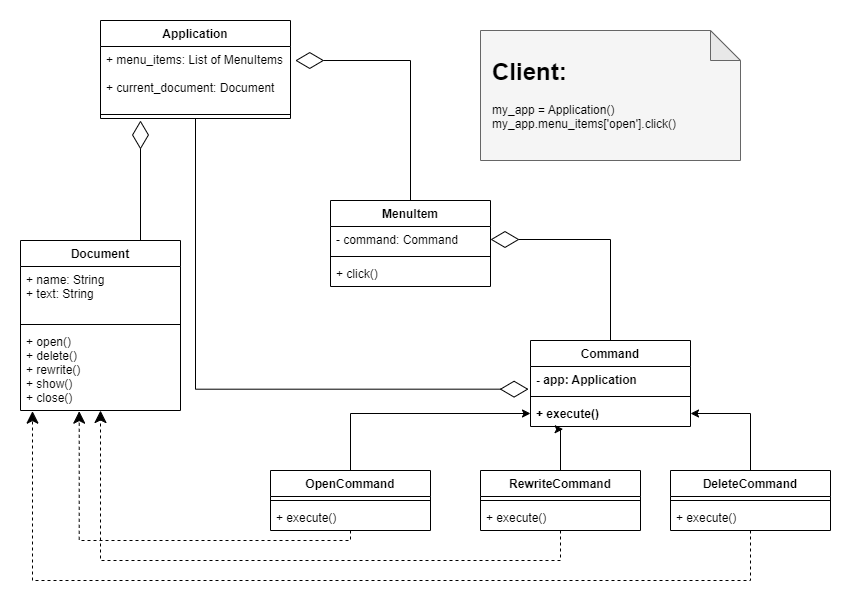 Application
+ menu_items: List of MenuItems
+ current_document: Document
Client:
my_app = Application()
my_app.menu_items['open'].click()
MenuItem
- command: Command
+ click()
Document
+ name: String
+ text: String
+ open()
+ delete()
+ rewrite()
+ show()
+ close()
Command
- app: Application
+ execute()
OpenCommand
+ execute()
RewriteCommand
+ execute()
DeleteCommand
+ execute()